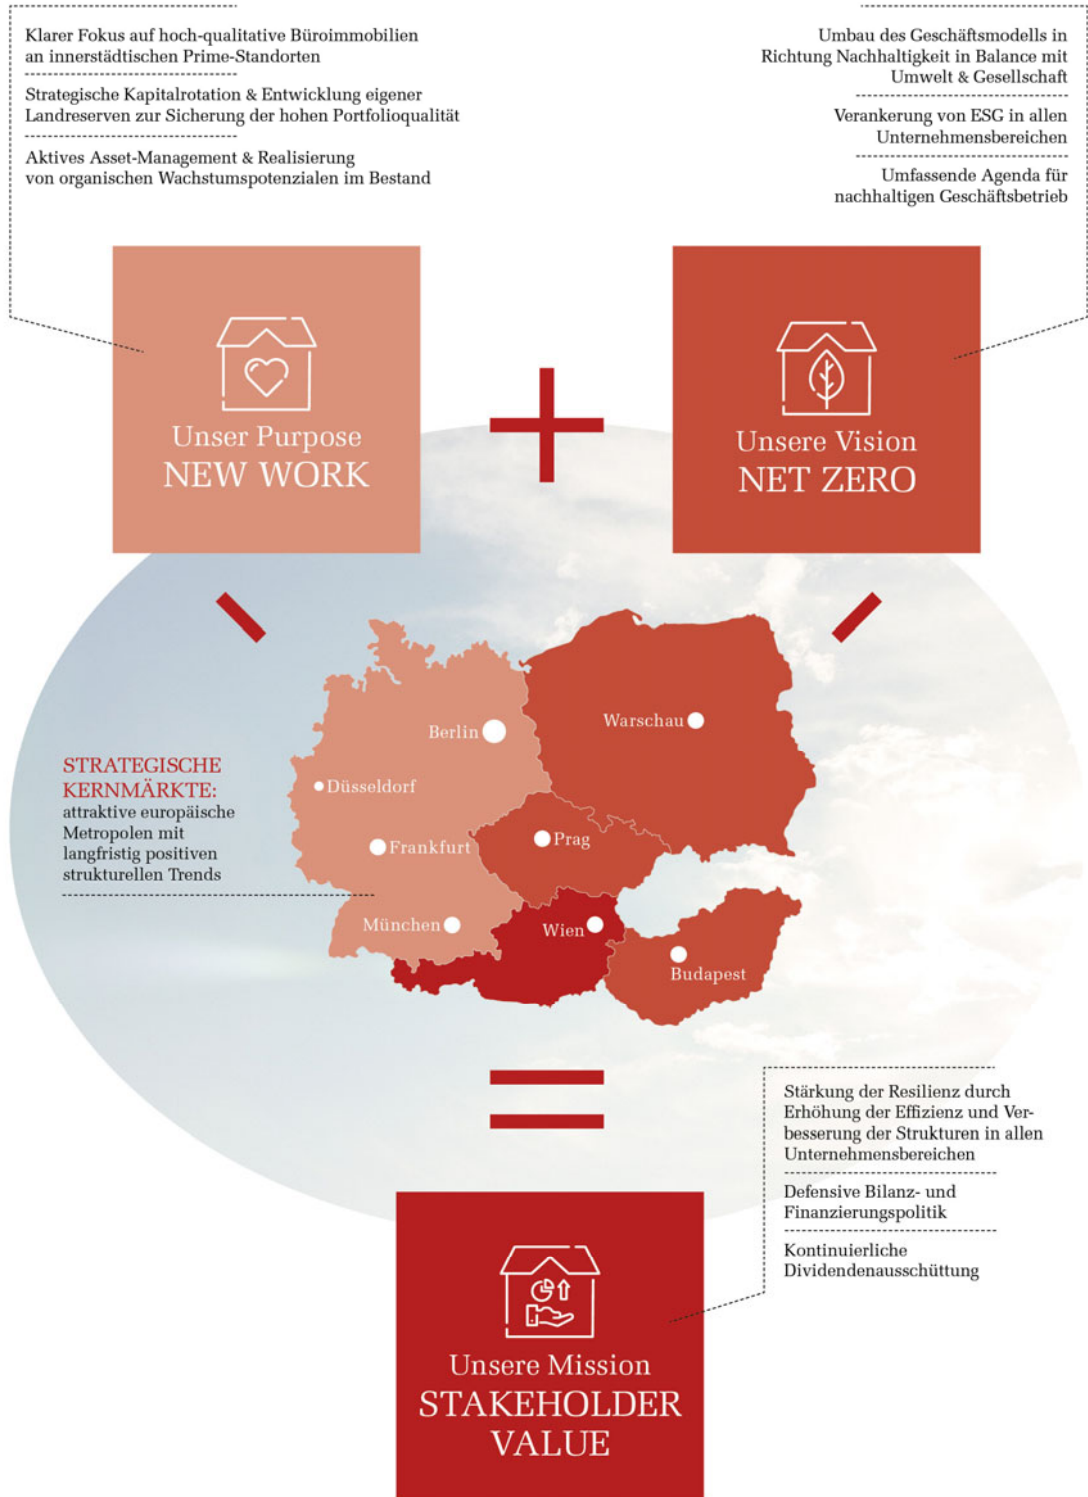 Klarer Fokus auf hoch-qualitative Büroimmobilien
an innerstädtischen Prime-Standorten
Strategische Kapitalrotation & Entwicklung eigener
Landreserven zur Sicherung der hohen Portfolioqualität
Aktives Asset-Management & Realisierung
von organischen Wachstumspotenzialen im Bestand
Umbau des Geschäftsmodells in
Richtung Nachhaltigkeit in Balance mit
Umwelt & Gesellschaft
Verankerung von ESG in allen
Unternehmensbereichen
Umfassende Agenda für
nachhaltigen Geschäftsbetrieb
Unser Purpose
NEW WORK
Unsere Vision
NET ZERO
STRATEGISCHE
KERNMÄRKTE:
attraktive europäische
Metropolen mit
langfristig positiven
strukturellen Trends
Berlin
Warschau
Düsseldorf
Frankfurt
Prag
München
Wien
Budapest
Stärkung der Resilienz durch
Erhöhung der Effizienz und Ver-
besserung der Strukturen in allen
Unternehmensbereichen
Defensive Bilanz- und
Finanzierungspolitik
Kontinuierliche
Dividendenausschüttung
Unsere Mission
STAKEHOLDER
VALUE